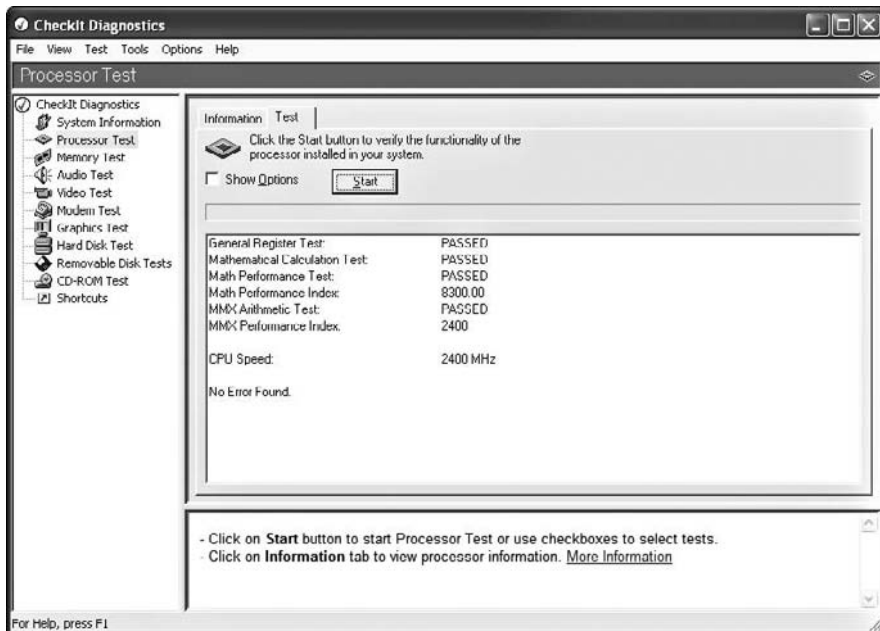 CheckIt Diagnostics
File View Test Tools Options Help
Processor Test
CheckIt Diagnostics
System Information
Processor Test
Memory Test
Audio Test
Video Test
Modem Test
Graphics Test
Hard Disk Test
Removable Disk Tests
CD-ROM Test
Shortcuts
Information Test
Click the Start button to verify the functionality of the
processor installed in your system.
Show Options Start
General Register Test: PASSED
Mathematical Calculation Test: PASSED
Math Performance Test: PASSED
Math Performance Index: 8300.00
MMX Arithmetic Test: PASSED
MMX Performance Index: 2400
CPU Speed: 2400 MHz
No Error Found.
- Click on Start button to start Processor Test or use checkboxes to select tests.
- Click on Information tab to view processor information. More Information
For Help, press F1